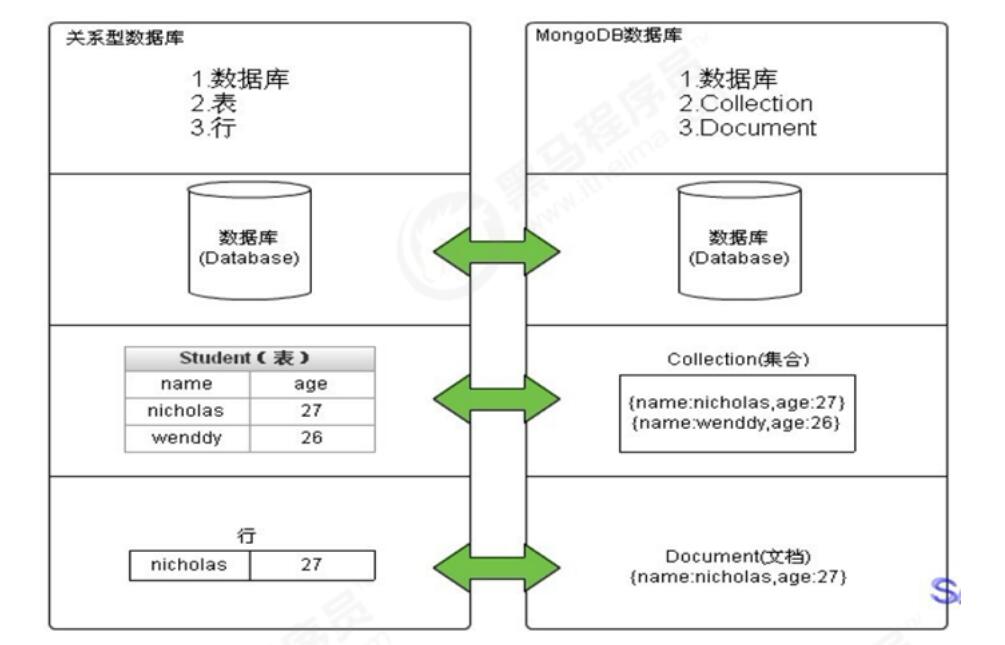 关系型数据库
1.数据库
2.表
3.行
数据库
(Database)
Student（表）
name age
nicholas 27
wenddy 26
行
nicholas 27
MongoDB数据库
1.数据库
2.Collection
3.Document
数据库
(Database)
Collection(集合)
{name:nicholas,age:27}
{name:wenddy,age:26}
Document(文档)
{name:nicholas,age:27}
黑马程序员
www.itheima
程序员